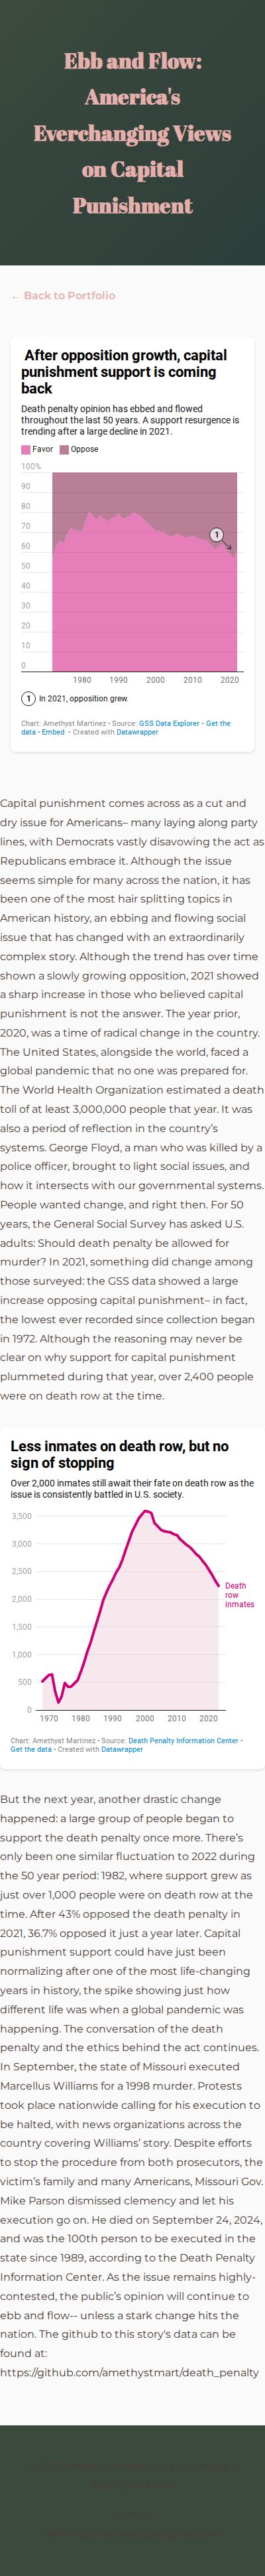 Ebb and Flow:
America's
Everchanging Views
on Capital
Punishment
← Back to Portfolio
After opposition growth, capital
punishment support is coming
back
Death penalty opinion has ebbed and flowed
throughout the last 50 years. A support resurgence is
trending after a large decline in 2021.
Favor Oppose
100%
90
80
70
60
50
40
30
20
10
0
1
1980 1990 2000 2010 2020
1 In 2021, opposition grew.
Chart: Amethyst Martinez • Source: GSS Data Explorer • Get the
data • Embed • Created with Datawrapper
Capital punishment comes across as a cut and
dry issue for Americans– many laying along party
lines, with Democrats vastly disavowing the act as
Republicans embrace it. Although the issue
seems simple for many across the nation, it has
been one of the most hair splitting topics in
American history, an ebbing and flowing social
issue that has changed with an extraordinarily
complex story. Although the trend has over time
shown a slowly growing opposition, 2021 showed
a sharp increase in those who believed capital
punishment is not the answer. The year prior,
2020, was a time of radical change in the country.
The United States, alongside the world, faced a
global pandemic that no one was prepared for.
The World Health Organization estimated a death
toll of at least 3,000,000 people that year. It was
also a period of reflection in the country’s
systems. George Floyd, a man who was killed by a
police officer, brought to light social issues, and
how it intersects with our governmental systems.
People wanted change, and right then. For 50
years, the General Social Survey has asked U.S.
adults: Should death penalty be allowed for
murder? In 2021, something did change among
those surveyed: the GSS data showed a large
increase opposing capital punishment– in fact,
the lowest ever recorded since collection began
in 1972. Although the reasoning may never be
clear on why support for capital punishment
plummeted during that year, over 2,400 people
were on death row at the time.
Less inmates on death row, but no
sign of stopping
Over 2,000 inmates still await their fate on death row as the
issue is consistently battled in U.S. society.
3,500
3,000
2,500
2,000
1,500
1,000
500
0
Death
row
inmates
1970 1980 1990 2000 2010 2020
Chart: Amethyst Martinez • Source: Death Penalty Information Center •
Get the data • Created with Datawrapper
But the next year, another drastic change
happened: a large group of people began to
support the death penalty once more. There’s
only been one similar fluctuation to 2022 during
the 50 year period: 1982, where support grew as
just over 1,000 people were on death row at the
time. After 43% opposed the death penalty in
2021, 36.7% opposed it just a year later. Capital
punishment support could have just been
normalizing after one of the most life-changing
years in history, the spike showing just how
different life was when a global pandemic was
happening. The conversation of the death
penalty and the ethics behind the act continues.
In September, the state of Missouri executed
Marcellus Williams for a 1998 murder. Protests
took place nationwide calling for his execution to
be halted, with news organizations across the
country covering Williams’ story. Despite efforts
to stop the procedure from both prosecutors, the
victim’s family and many Americans, Missouri Gov.
Mike Parson dismissed clemency and let his
execution go on. He died on September 24, 2024,
and was the 100th person to be executed in the
state since 1989, according to the Death Penalty
Information Center. As the issue remains highly-
contested, the public’s opinion will continue to
ebb and flow-- unless a stark change hits the
nation. The github to this story's data can be
found at:
https://github.com/amethystmart/death_penalty